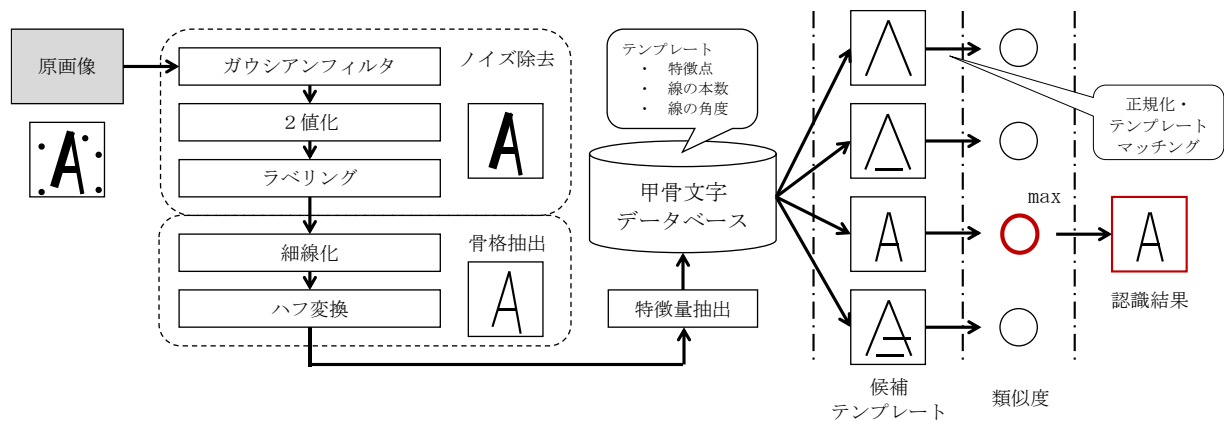 原画像
ガウシアンフィルタ
ノイズ除去
2値化
ラベリング
細線化
骨格抽出
ハフ変換
テンプレート
・ 特徴点
・ 線の本数
・ 線の角度
甲骨文字
データベース
特徴量抽出
正規化・
テンプレート
マッチング
max
認識結果
候補
テンプレート
類似度